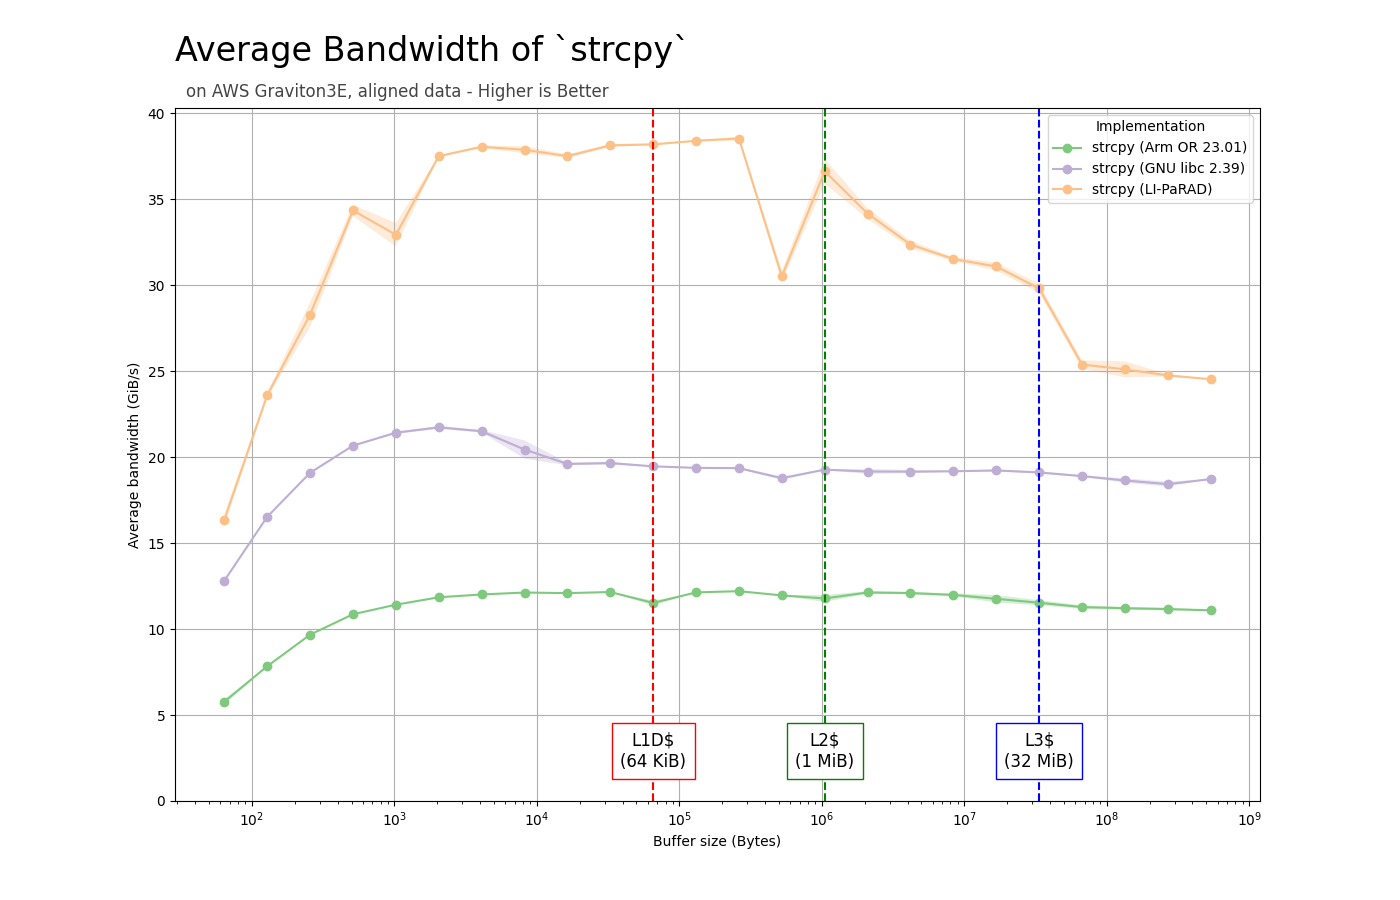 Average Bandwidth of `strcpy`
on AWS Graviton3E, aligned data - Higher is Better
Implementation
strcpy (Arm OR 23.01)
strcpy (GNU libc 2.39)
strcpy (LI-PaRAD)
Average bandwidth (GiB/s)
40
35
30
25
20
15
10
5
0
L1D$
(64 KiB)
L2$
(1 MiB)
L3$
(32 MiB)
10²
10³
10⁴
10⁵
10⁶
10⁷
10⁸
10⁹
Buffer size (Bytes)